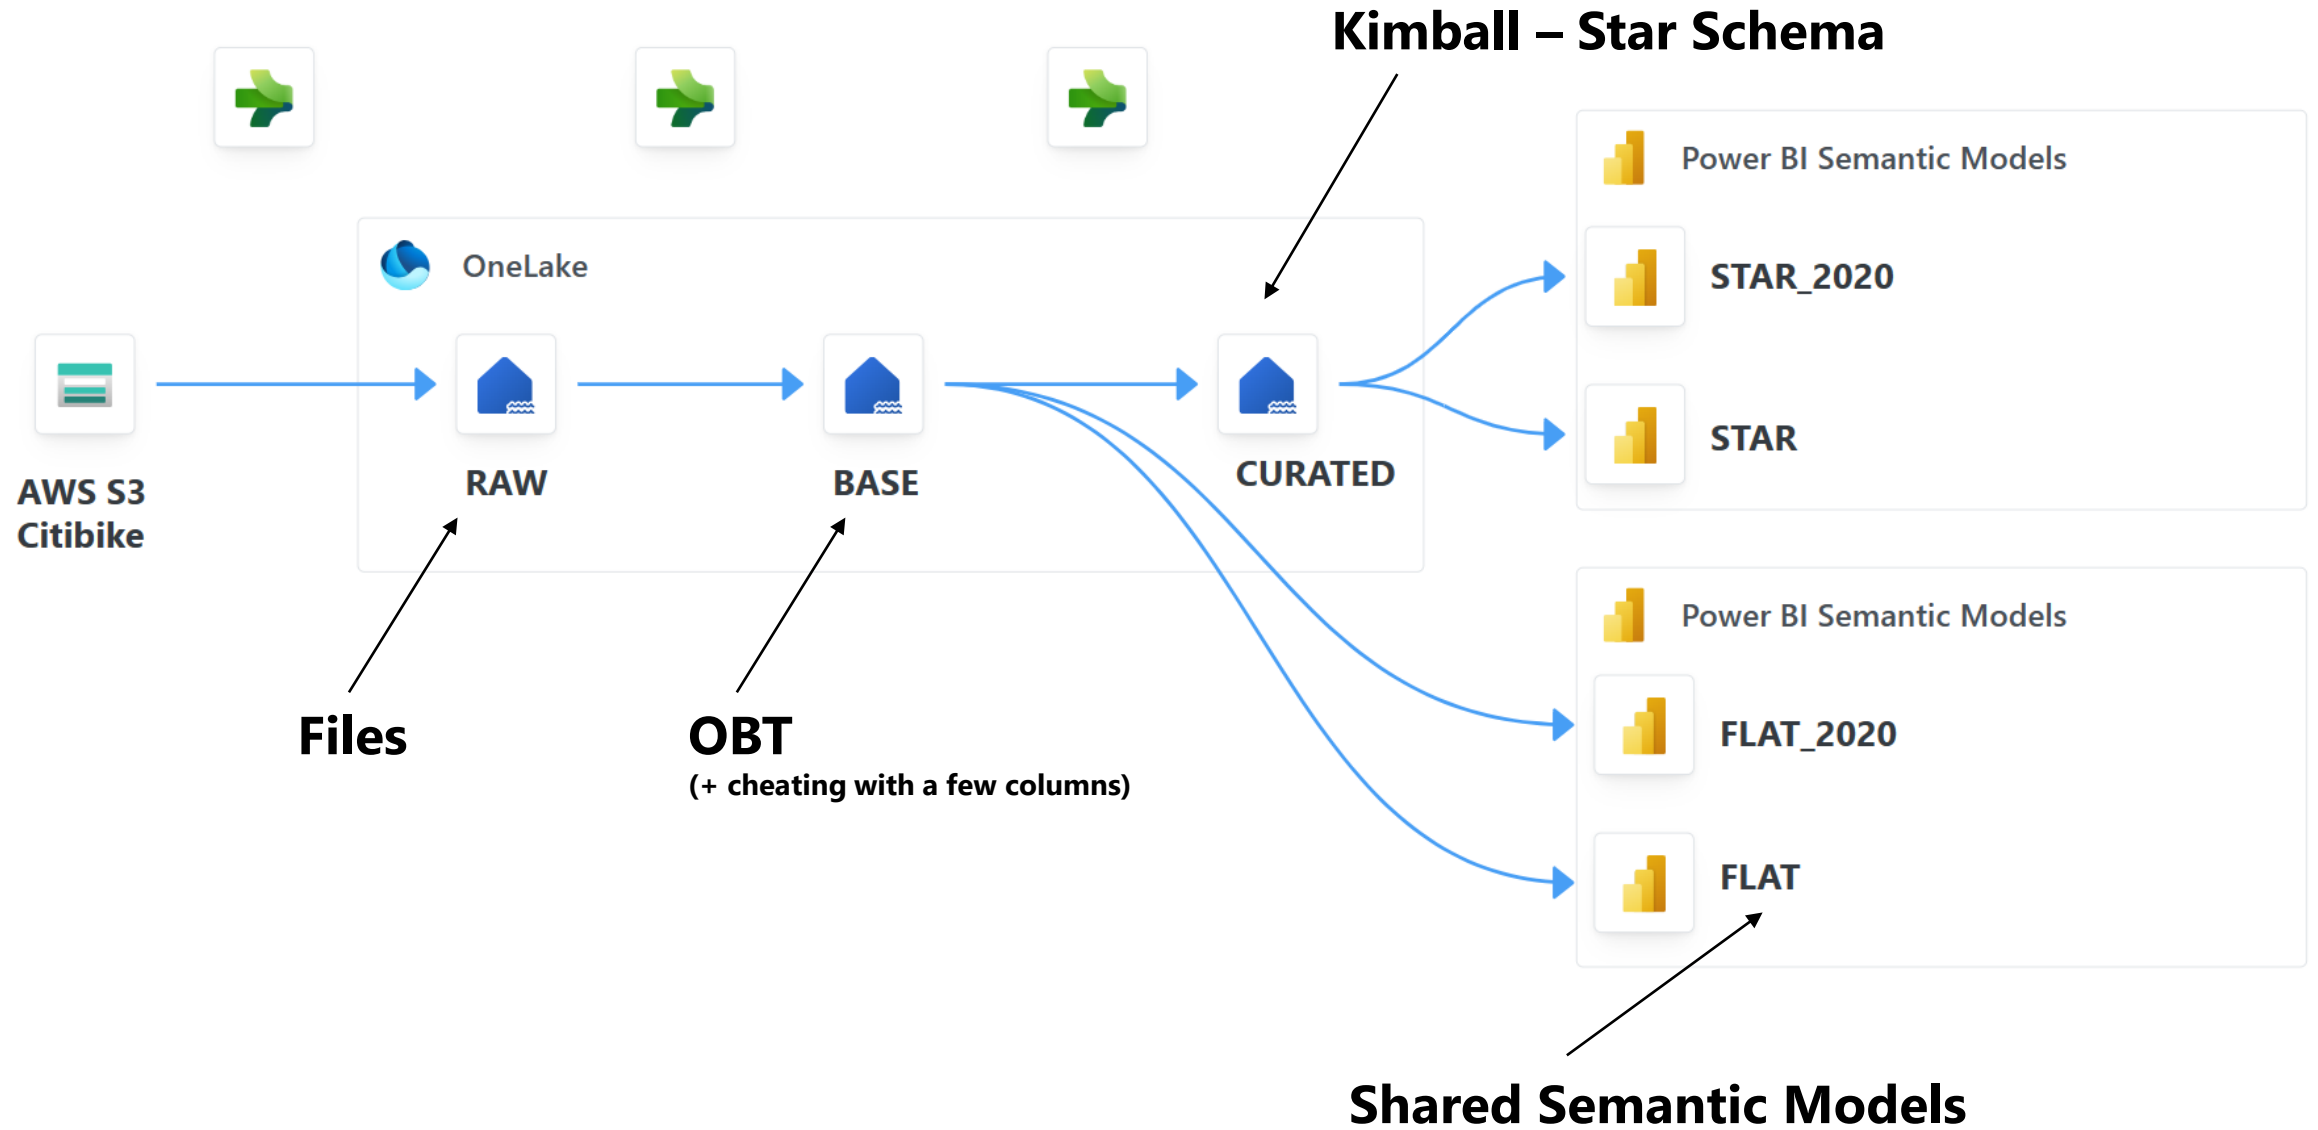 Kimball – Star Schema
Power BI Semantic Models
OneLake
STAR_2020
AWS S3
Citibike
RAW
BASE
CURATED
STAR
Power BI Semantic Models
Files
OBT
(+ cheating with a few columns)
FLAT_2020
FLAT
Shared Semantic Models